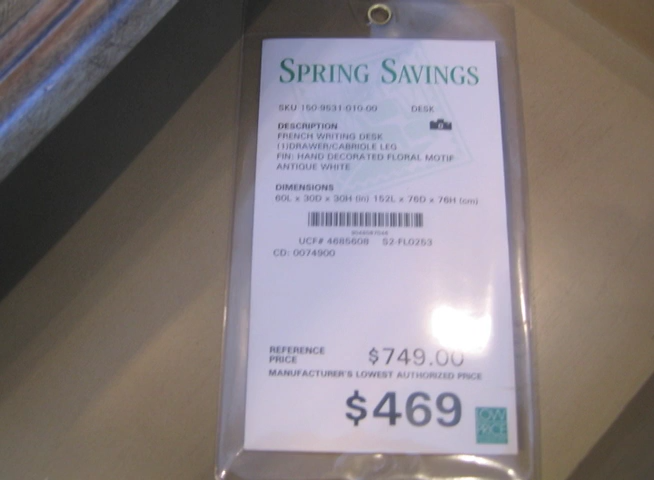 SPRING SAVINGS
SKU 160-9531-010-00 DESK
DESCRIPTION
FRENCH WRITING DESK
(1)DRAWER/CABRIOLE LEG
FIN: HAND DECORATED FLORAL MOTIF
ANTIQUE WHITE
DIMENSIONS
60L x 30D x 30H (in) 152L x 76D x 76H (cm)
UCF# 4685608 S2-FL0253
CD: 0074900
REFERENCE PRICE $749.00
MANUFACTURER'S LOWEST AUTHORIZED PRICE
$469